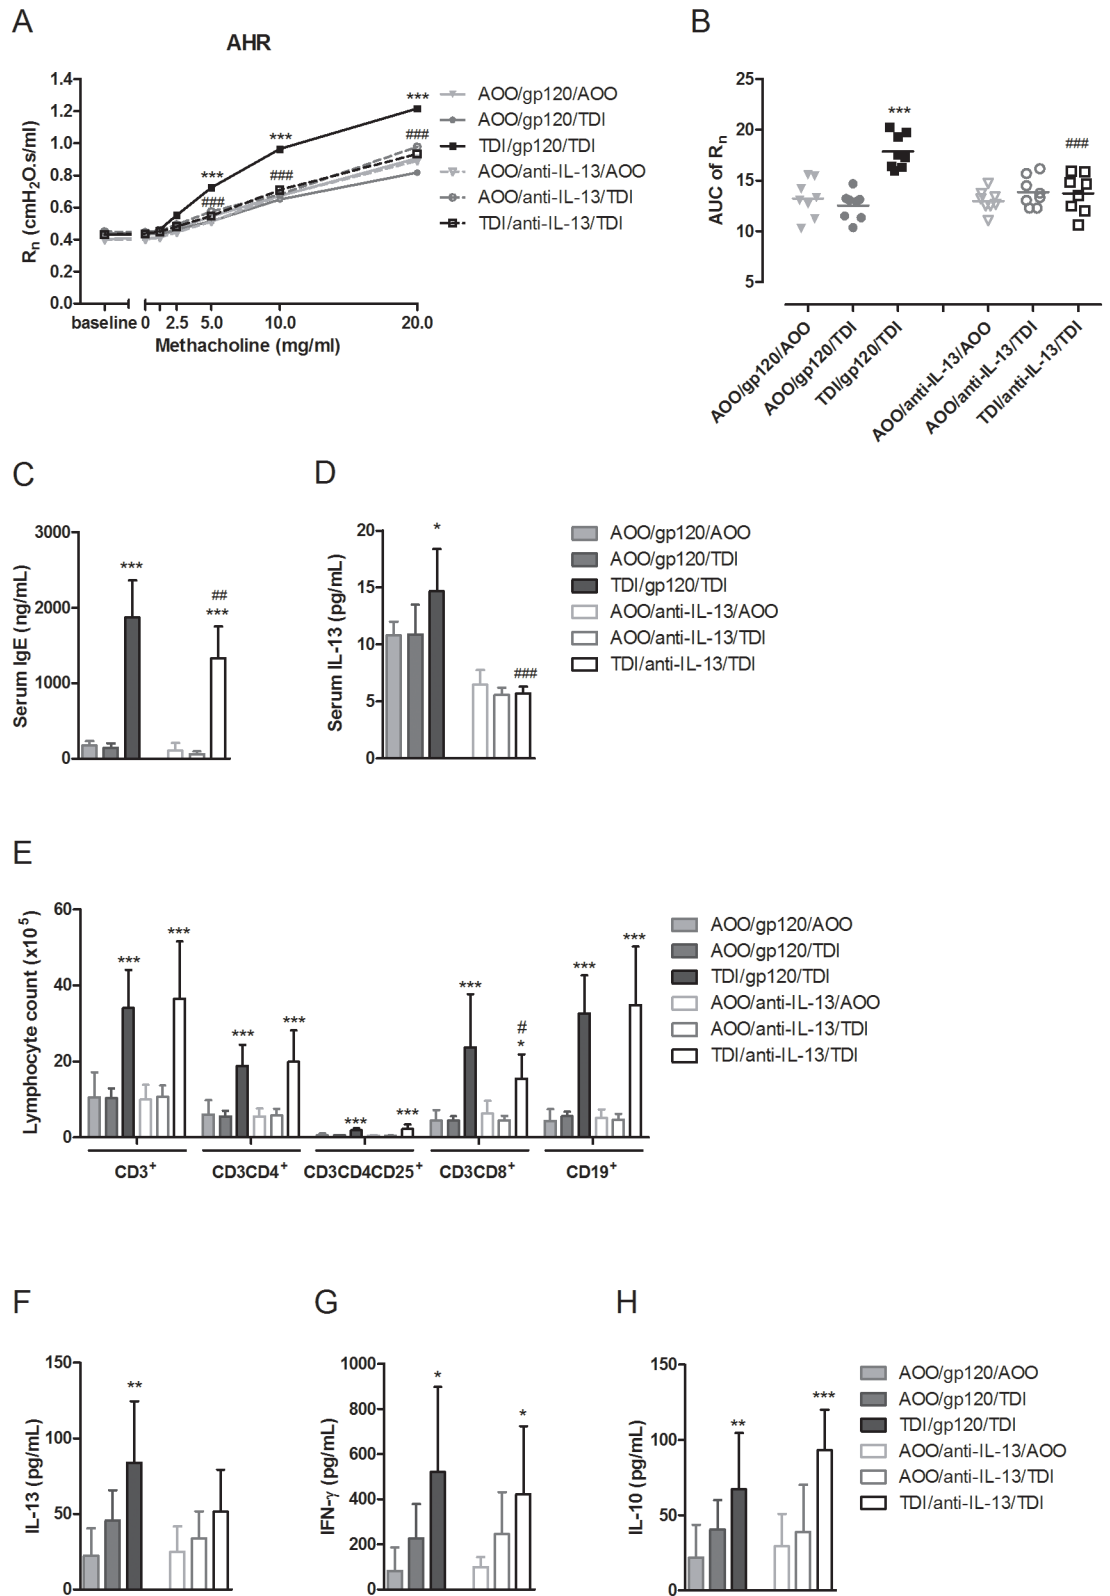 A
AHR
1.4
1.2
1.0
0.8
0.6
0.4
0.2
0.0
Rn (cmH2O.s/ml)
***
***
***
###
###
###
baseline 0 2.5 5.0 10.0 20.0
Methacholine (mg/ml)
AOO/gp120/AOO
AOO/gp120/TDI
TDI/gp120/TDI
AOO/anti-IL-13/AOO
AOO/anti-IL-13/TDI
TDI/anti-IL-13/TDI
B
25
20
15
10
5
AUC of Rn
***
###
AOO/gp120/AOO
AOO/gp120/TDI
TDI/gp120/TDI
AOO/anti-IL-13/AOO
AOO/anti-IL-13/TDI
TDI/anti-IL-13/TDI
C
3000
2000
1000
0
Serum IgE (ng/mL)
***
##
***
D
20
15
10
5
0
Serum IL-13 (pg/mL)
*
###
AOO/gp120/AOO
AOO/gp120/TDI
TDI/gp120/TDI
AOO/anti-IL-13/AOO
AOO/anti-IL-13/TDI
TDI/anti-IL-13/TDI
E
60
40
20
0
Lymphocyte count (x10⁵)
***
***
***
***
***
***
***
#
*
***
***
CD3⁺ CD3CD4⁺ CD3CD4CD25⁺ CD3CD8⁺ CD19⁺
AOO/gp120/AOO
AOO/gp120/TDI
TDI/gp120/TDI
AOO/anti-IL-13/AOO
AOO/anti-IL-13/TDI
TDI/anti-IL-13/TDI
F
150
100
50
0
IL-13 (pg/mL)
**
G
1000
800
600
400
200
0
IFN-γ (pg/mL)
*
*
H
150
100
50
0
IL-10 (pg/mL)
**
***
AOO/gp120/AOO
AOO/gp120/TDI
TDI/gp120/TDI
AOO/anti-IL-13/AOO
AOO/anti-IL-13/TDI
TDI/anti-IL-13/TDI